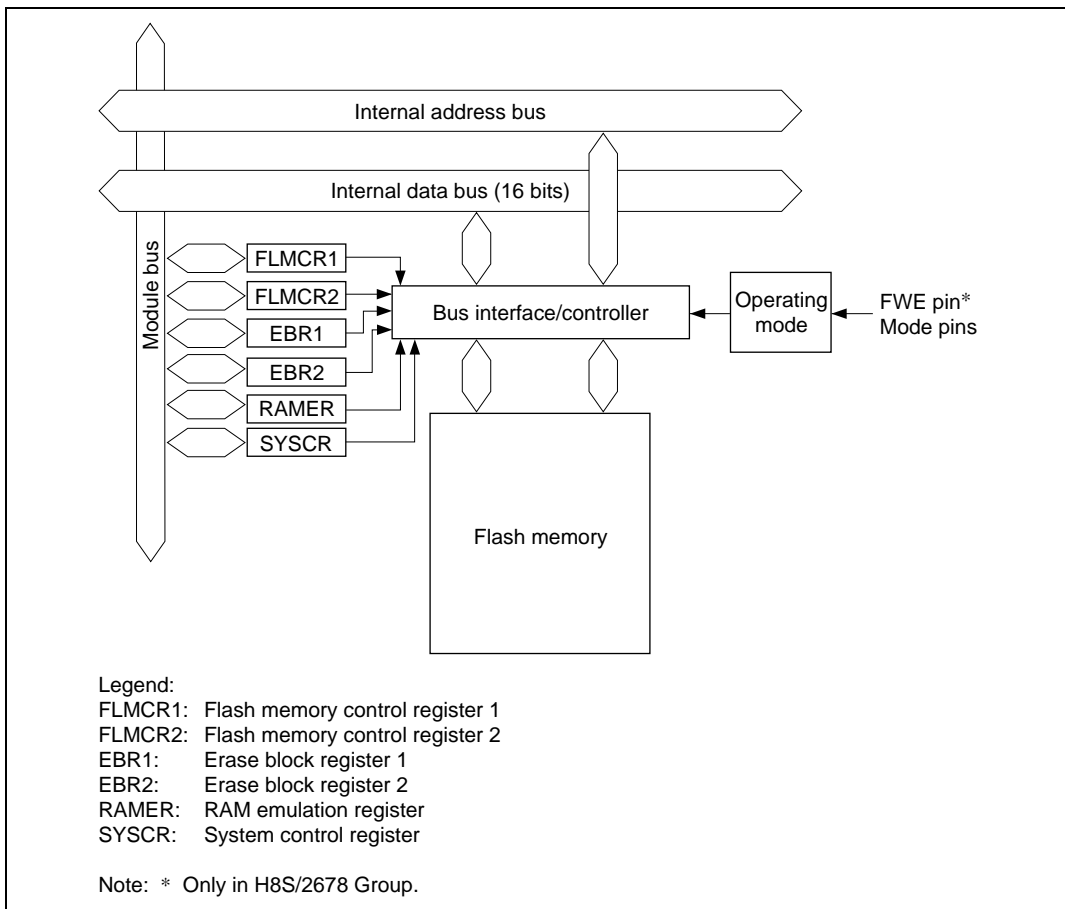 Internal address bus
Internal data bus (16 bits)
Module bus
FLMCR1
FLMCR2
EBR1
EBR2
RAMER
SYSCR
Bus interface/controller
Operating
mode
FWE pin*
Mode pins
Flash memory
Legend:
FLMCR1: Flash memory control register 1
FLMCR2: Flash memory control register 2
EBR1: Erase block register 1
EBR2: Erase block register 2
RAMER: RAM emulation register
SYSCR: System control register
Note: * Only in H8S/2678 Group.